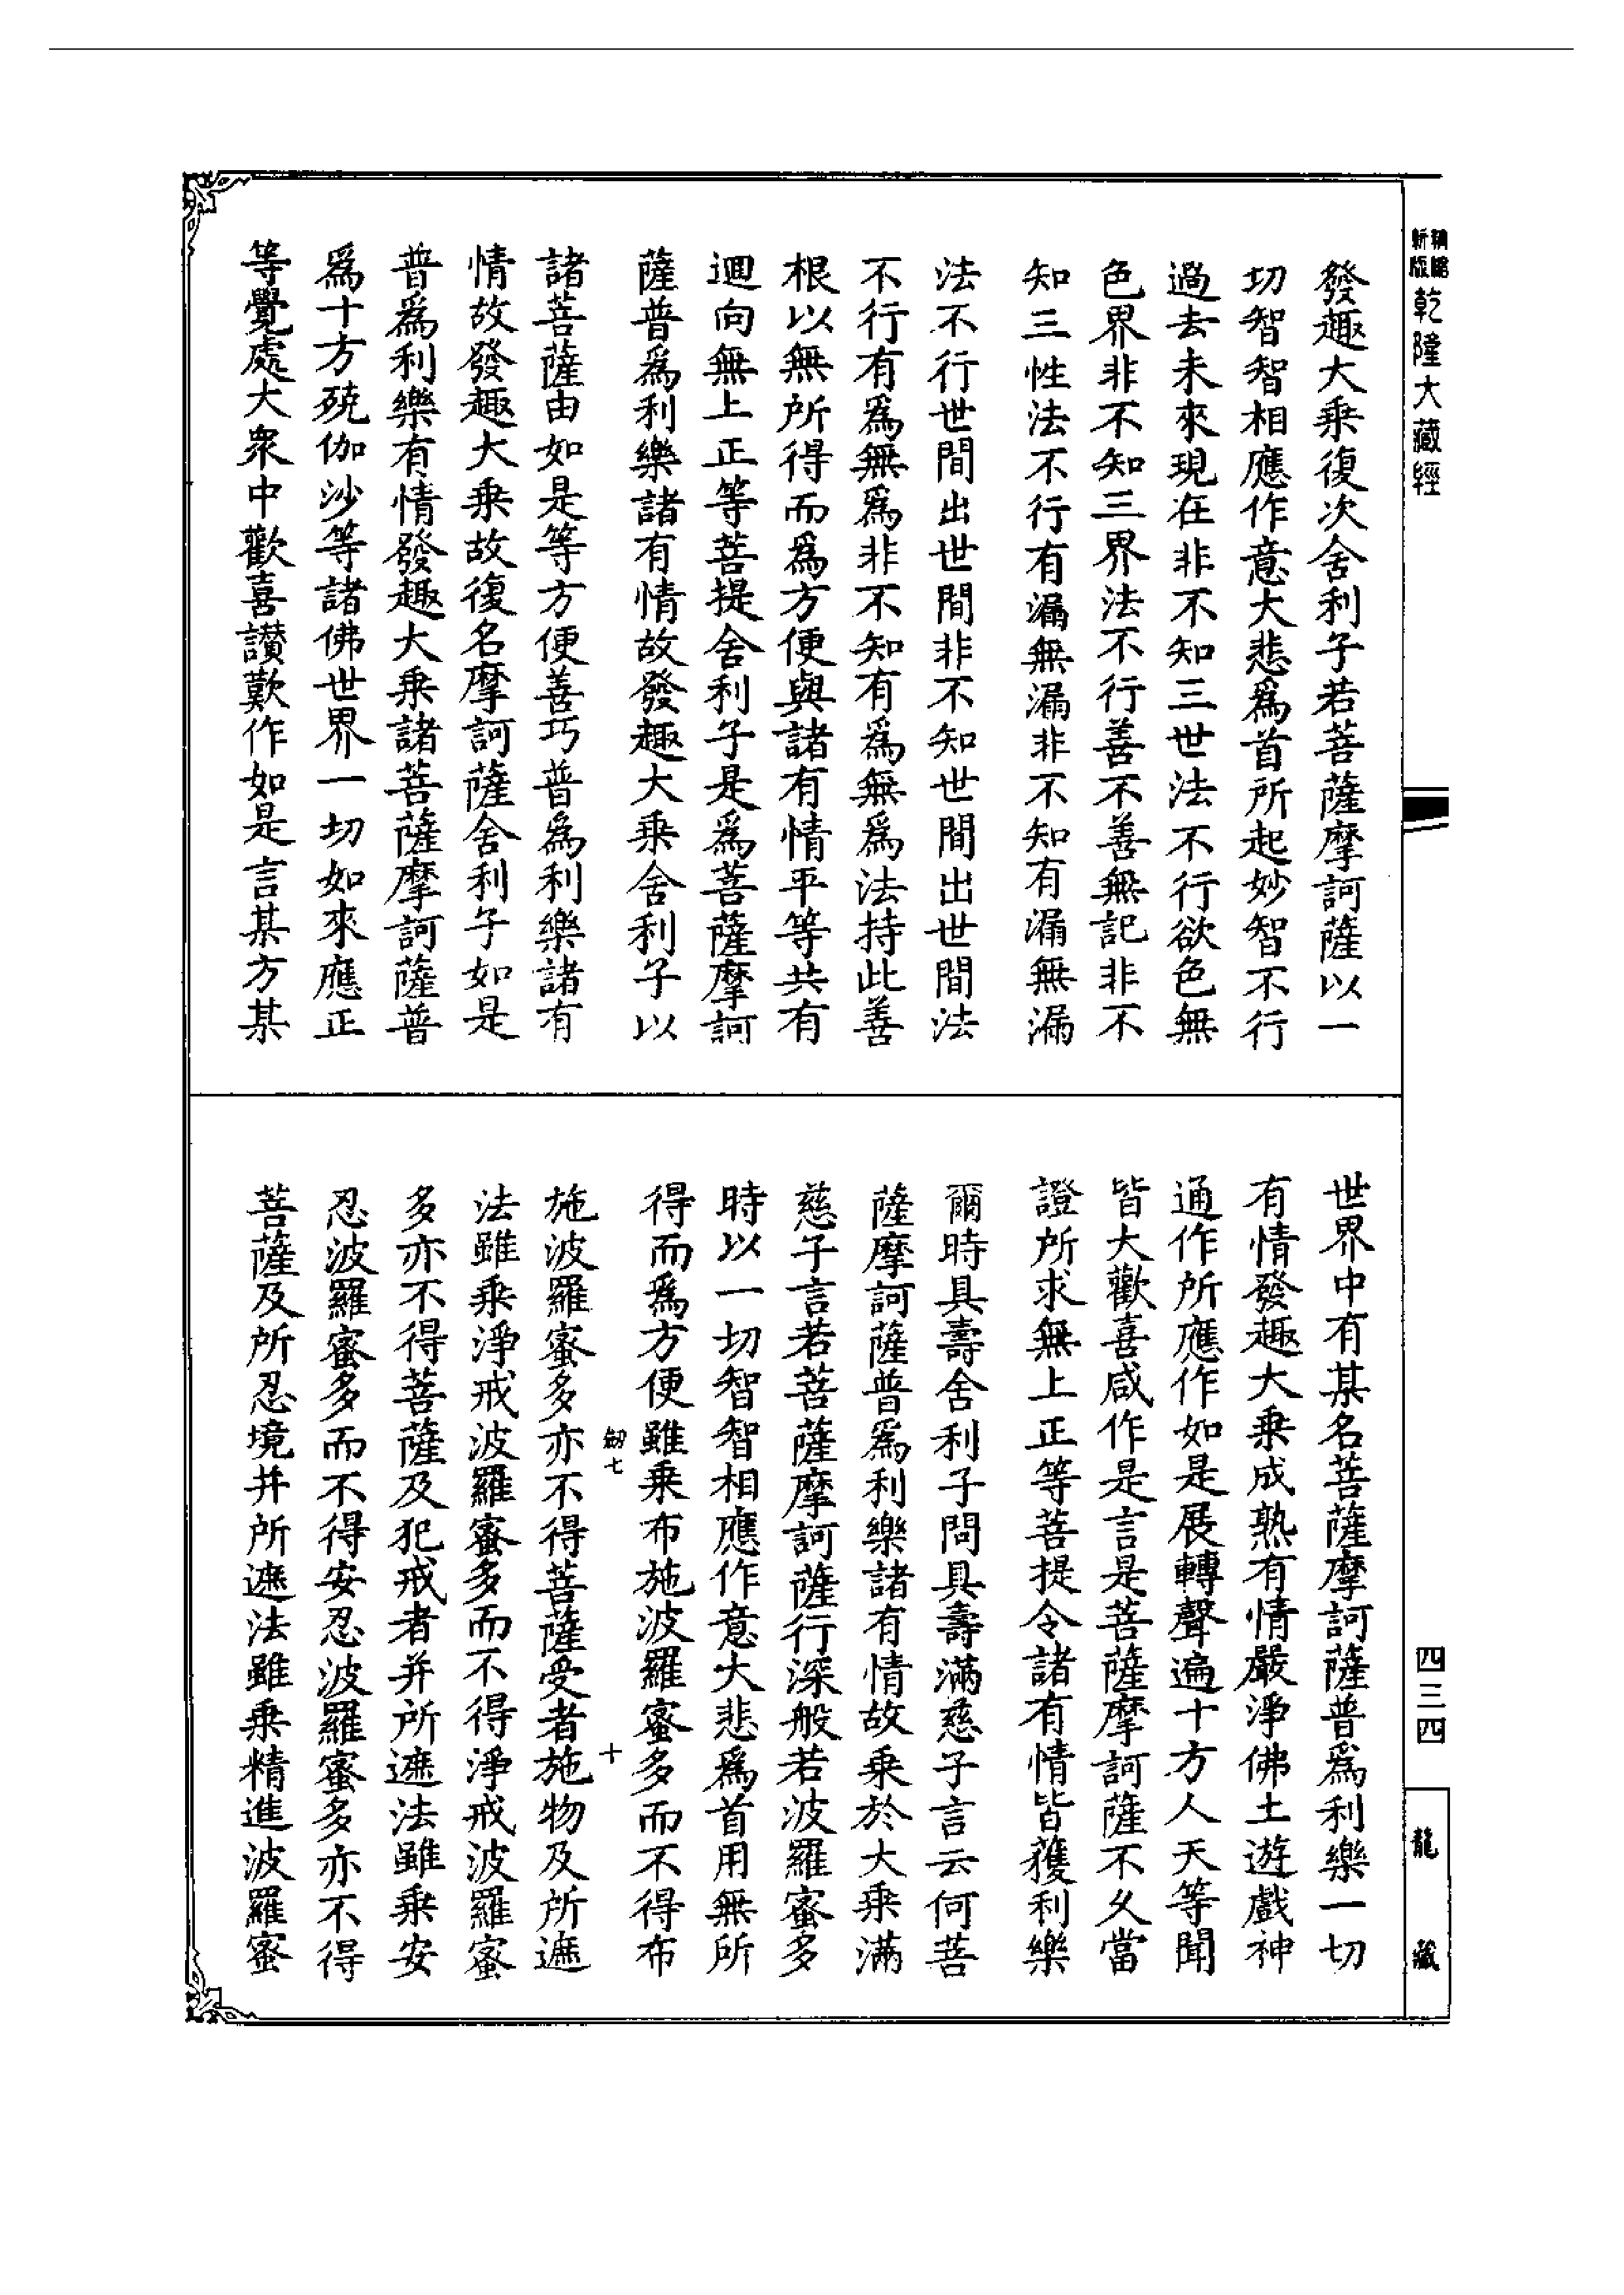 新版
精縮
乾隆大藏經
發趣大乘復次舍利子若菩薩摩訶薩以一
切智智相應作意大悲爲首所起妙智不行
過去未來現在非不知三世法不行欲色無
色界非不知三界法不行善不善無記非不
知三性法不行有漏無漏非不知有漏無漏
法不行世間出世間非不知世間出世間法
不行有爲無爲非不知有爲無爲法持此善
根以無所得而爲方便與諸有情平等共有
迴向無上正等菩提舍利子是爲菩薩摩訶
薩普爲利樂諸有情故發趣大乘舍利子以
諸菩薩由如是等方便善巧普爲利樂諸有
情故發趣大乘故復名摩訶薩舍利子如是
普爲利樂有情發趣大乘諸菩薩摩訶薩普
爲十方殑伽沙等諸佛世界一切如來應正
等覺處大衆中歡喜讚歎作如是言某方某
世界中有某名菩薩摩訶薩普爲利樂一切
有情發趣大乘成熟有情嚴淨佛土遊戲神
通作所應作如是展轉聲遍十方人天等聞
皆大歡喜咸作是言是菩薩摩訶薩不久當
證所求無上正等菩提令諸有情皆獲利樂
爾時具壽舍利子問具壽滿慈子言云何菩
薩摩訶薩普爲利樂諸有情故乘於大乘滿
慈子言若菩薩摩訶薩行深般若波羅蜜多
時以一切智智相應作意大悲爲首用無所
得而爲方便雖乘布施波羅蜜多而不得布
劒七 十
施波羅蜜多亦不得菩薩受者施物及所遮
法雖乘淨戒波羅蜜多而不得淨戒波羅蜜
多亦不得菩薩及犯戒者并所遮法雖乘安
忍波羅蜜多而不得安忍波羅蜜多亦不得
菩薩及所忍境并所遮法雖乘精進波羅蜜
四三四
龍藏